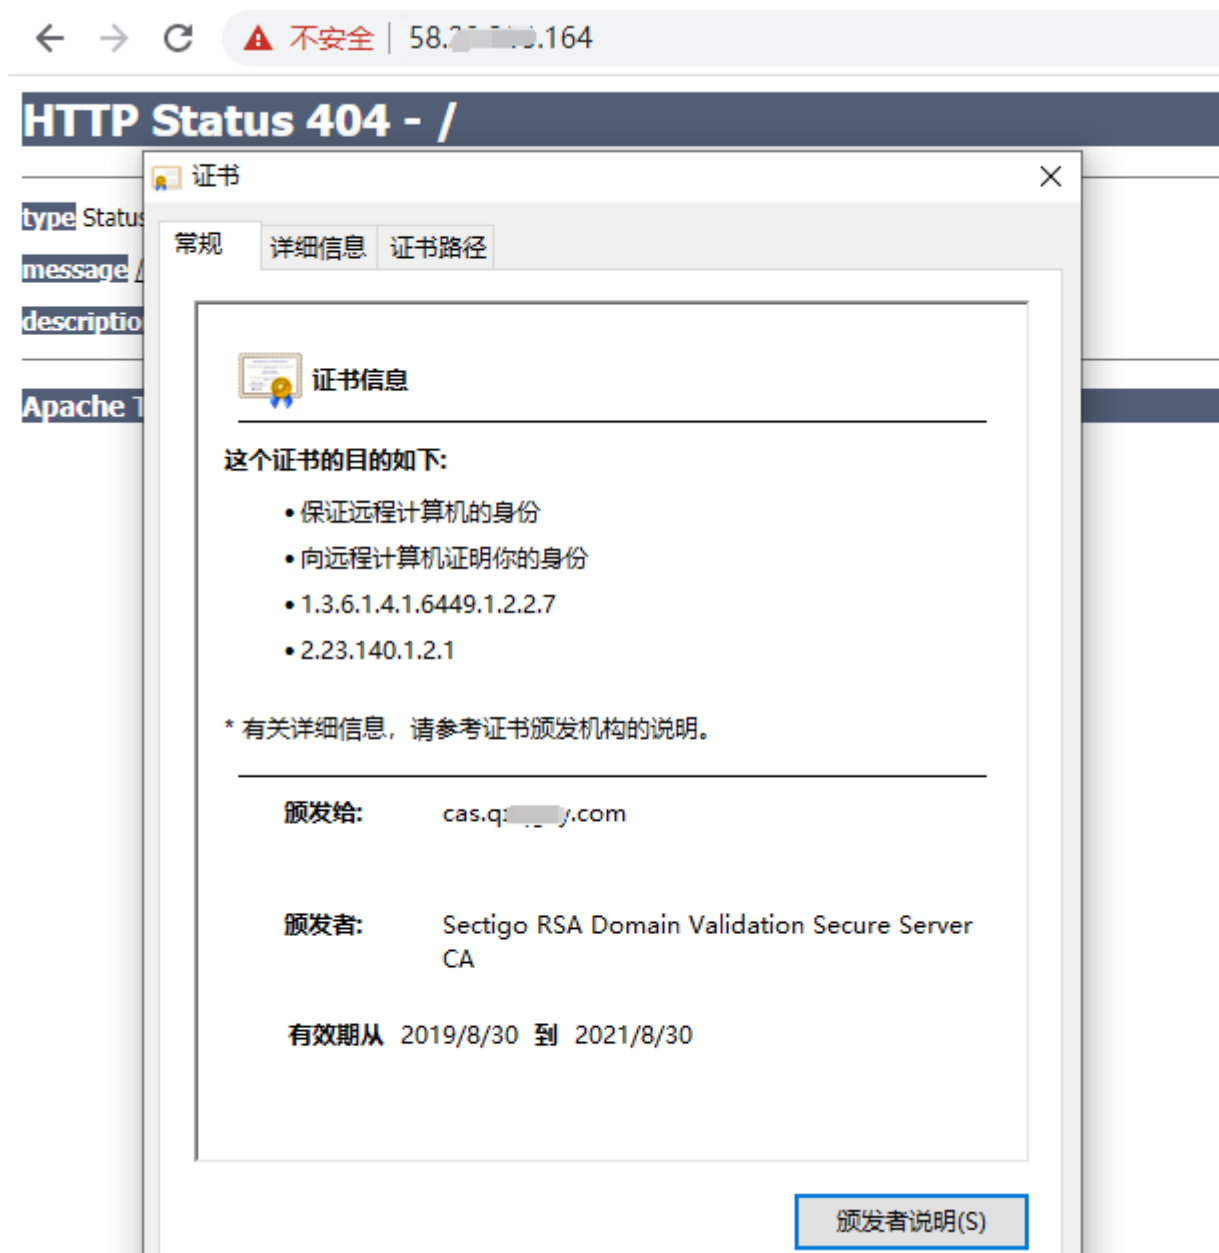 不安全 58. .164
HTTP Status 404 - /
证书
type Status
message /
常规 详细信息 证书路径
descriptio
证书信息
Apache T
这个证书的目的如下:
• 保证远程计算机的身份
• 向远程计算机证明你的身份
• 1.3.6.1.4.1.6449.1.2.2.7
• 2.23.140.1.2.1
* 有关详细信息，请参考证书颁发机构的说明。
颁发给: cas.q y.com
颁发者: Sectigo RSA Domain Validation Secure Server
CA
有效期从 2019/8/30 到 2021/8/30
颁发者说明(S)